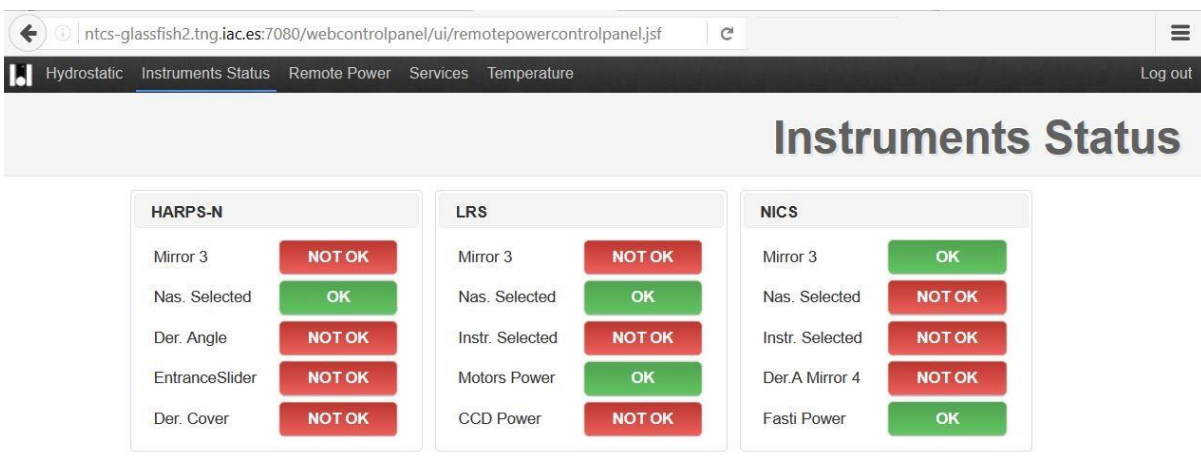 ntcs-glassfish2.tng.iac.es:7080/webcontrolpanel/ui/remotepowercontrolpanel.jsf
Hydrostatic Instruments Status Remote Power Services Temperature Log out
Instruments Status
HARPS-N
Mirror 3 NOT OK
Nas. Selected OK
Der. Angle NOT OK
EntranceSlider NOT OK
Der. Cover NOT OK
LRS
Mirror 3 NOT OK
Nas. Selected OK
Instr. Selected NOT OK
Motors Power OK
CCD Power NOT OK
NICS
Mirror 3 OK
Nas. Selected NOT OK
Instr. Selected NOT OK
Der.A Mirror 4 NOT OK
Fasti Power OK